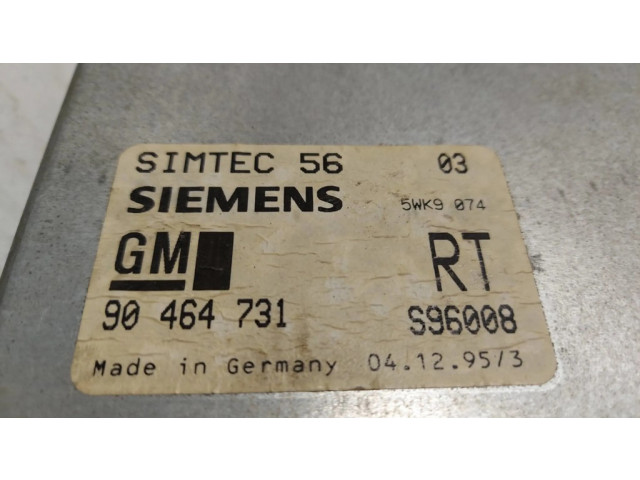 SIMTEC 56 03
SIEMENS 5WK9 074
GM RT
90 464 731 S96008
Made in Germany 04.12.95/3